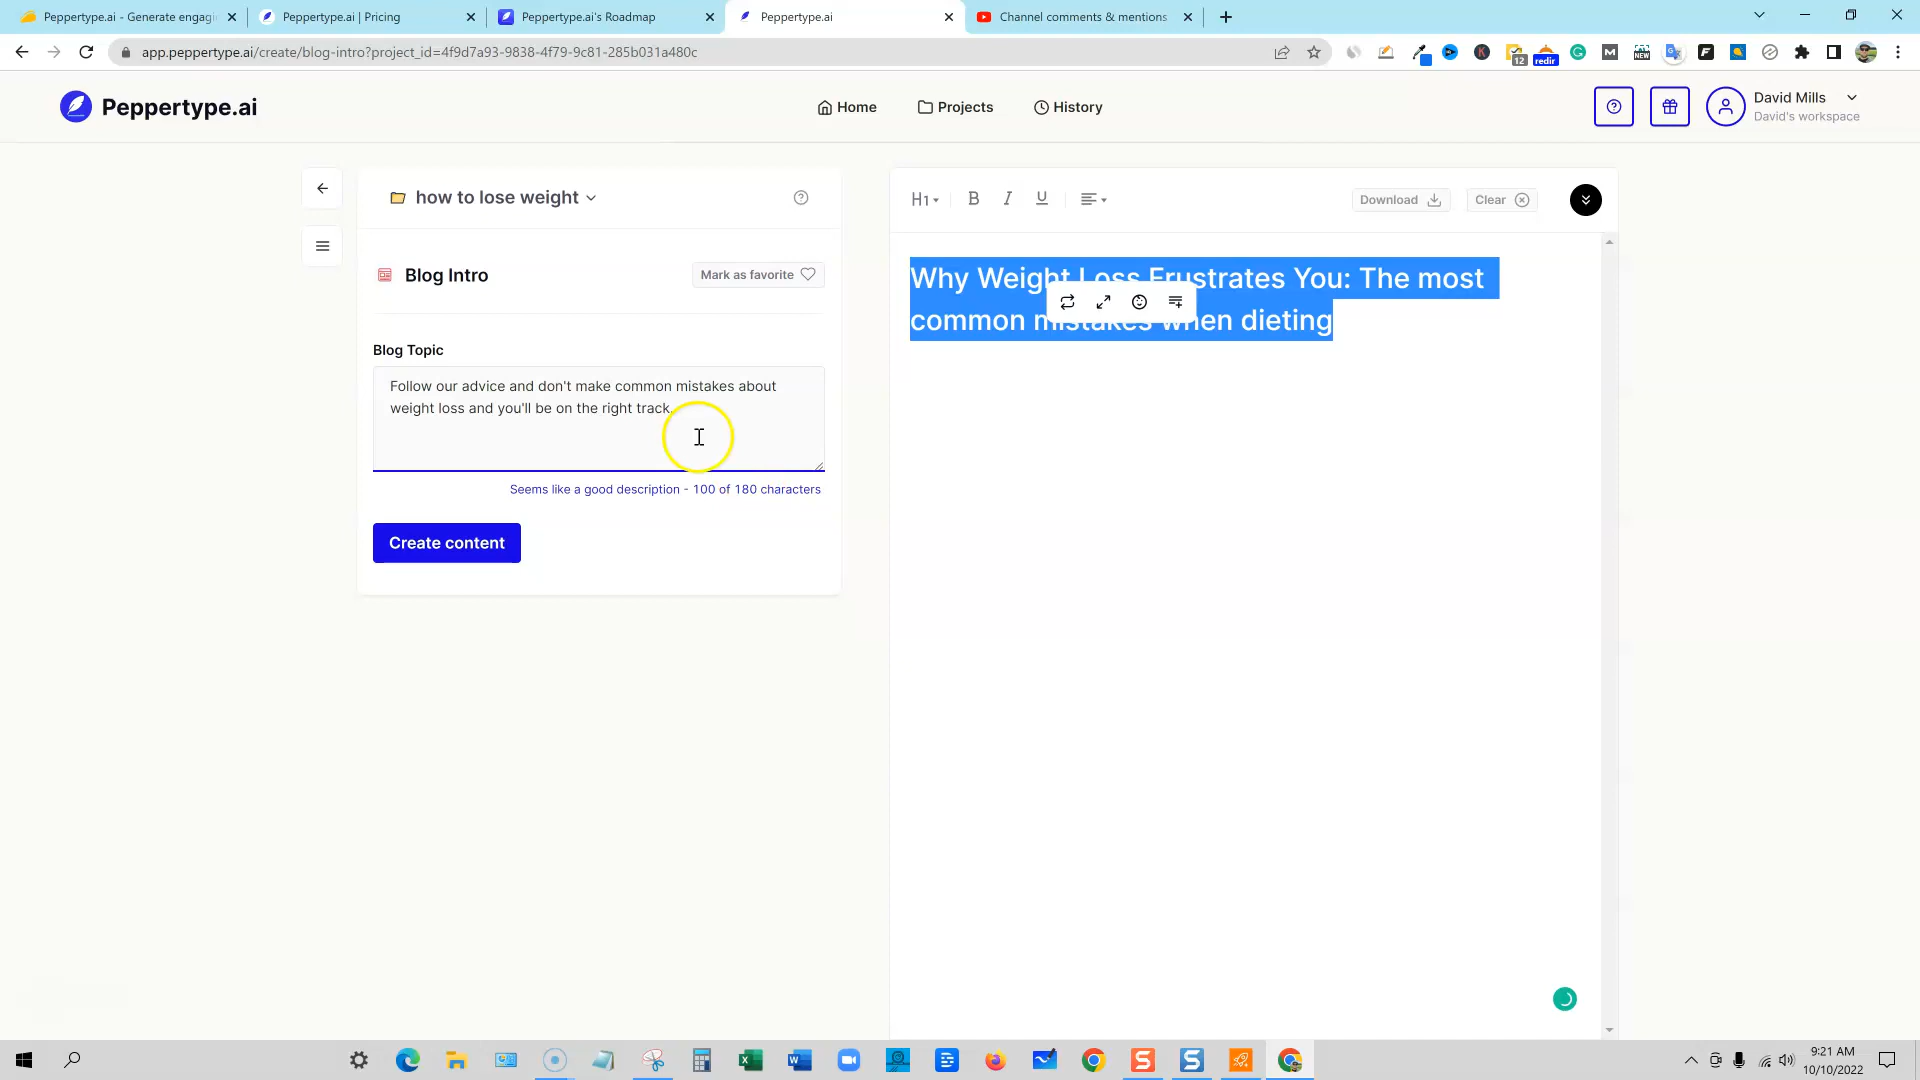 Peppertype.ai - Generate engagi
Peppertype.ai | Pricing
Peppertype.ai's Roadmap
Peppertype.ai
Channel comments & mentions
app.peppertype.ai/create/blog-intro?project_id=4f9d7a93-9838-4f79-9c81-285b031a480c
12
redir
NEW
Peppertype.ai
Home
Projects
History
David Mills
David's workspace
how to lose weight
Blog Intro
Mark as favorite
Blog Topic
Follow our advice and don't make common mistakes about
weight loss and you'll be on the right track.
Seems like a good description - 100 of 180 characters
Create content
H1
B
I
U
Download
Clear
Why Weight Loss Frustrates You: The most
common mistakes when dieting
9:21 AM
10/10/2022